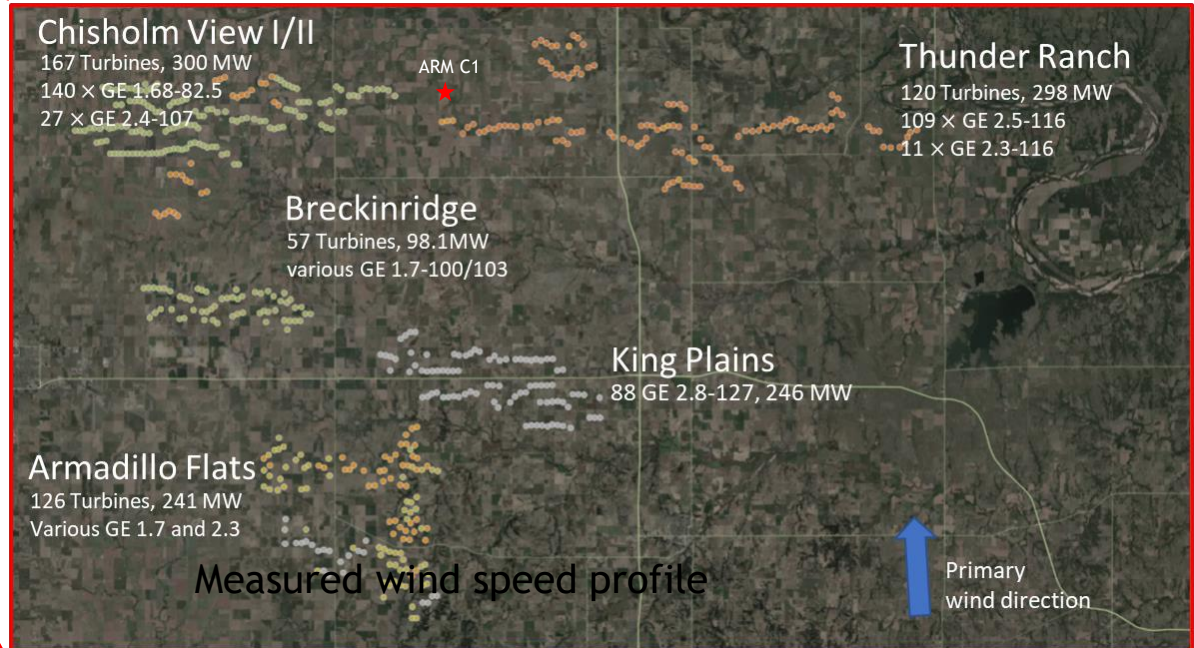 Chisholm View I/II
167 Turbines, 300 MW
140 × GE 1.68-82.5
27 × GE 2.4-107
ARM C1
Thunder Ranch
120 Turbines, 298 MW
109 × GE 2.5-116
11 × GE 2.3-116
Breckinridge
57 Turbines, 98.1MW
various GE 1.7-100/103
King Plains
88 GE 2.8-127, 246 MW
Armadillo Flats
126 Turbines, 241 MW
Various GE 1.7 and 2.3
Measured wind speed profile
Primary
wind direction